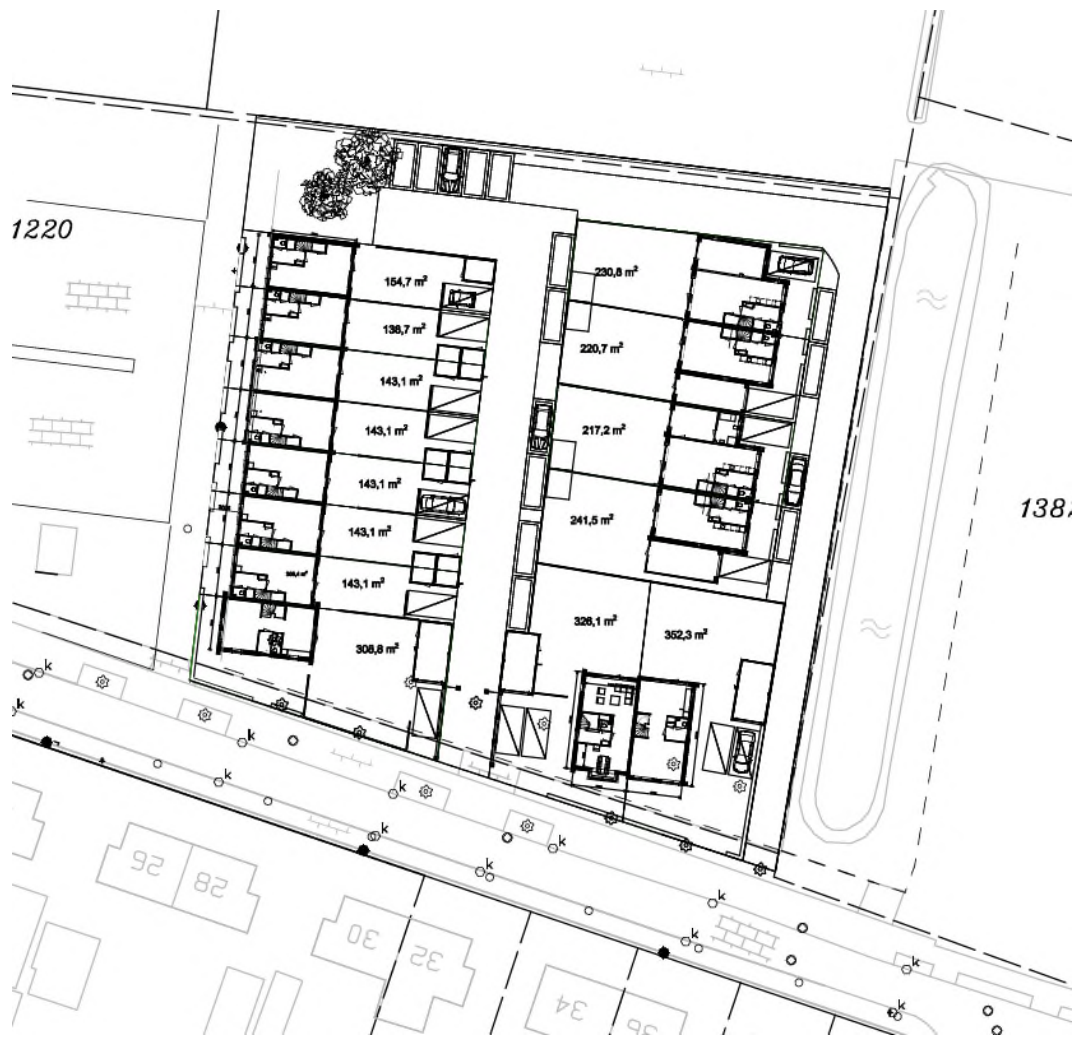 1220
154,7 m²
138,7 m²
143,1 m²
143,1 m²
143,1 m²
143,1 m²
143,1 m²
308,8 m²
230,8 m²
220,7 m²
217,2 m²
241,5 m²
326,1 m²
352,3 m²
1387
k
k
k
k
k
k
k
k
k
k
k
26
28
30
32
34
36